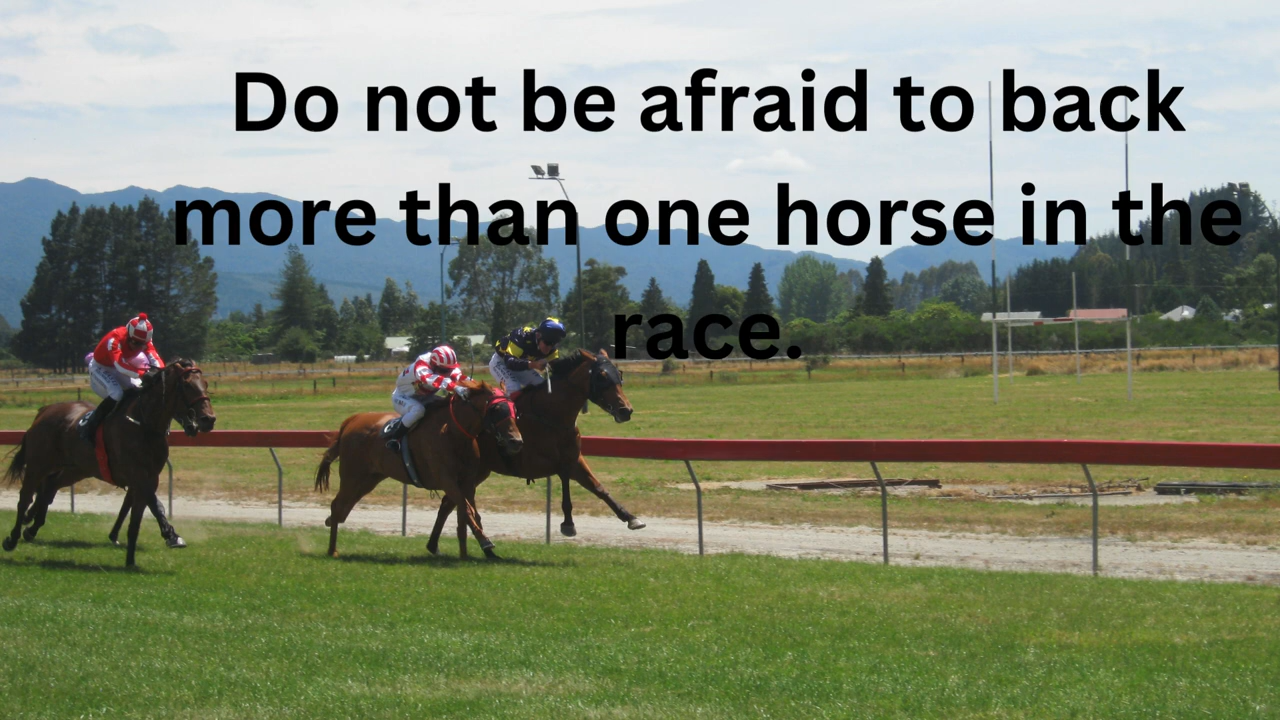 Do not be afraid to back
more than one horse in the
race.